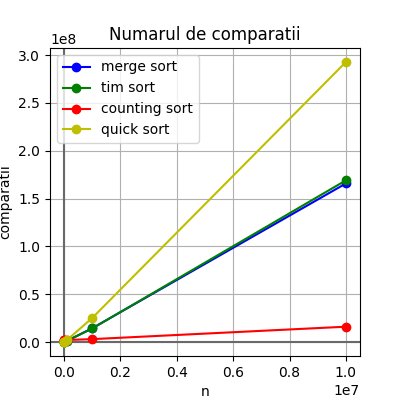 Numarul de comparatii
1e8
merge sort
tim sort
counting sort
quick sort
3.0
2.5
2.0
1.5
1.0
0.5
0.0
comparatii
0.0 0.2 0.4 0.6 0.8 1.0
n
1e7